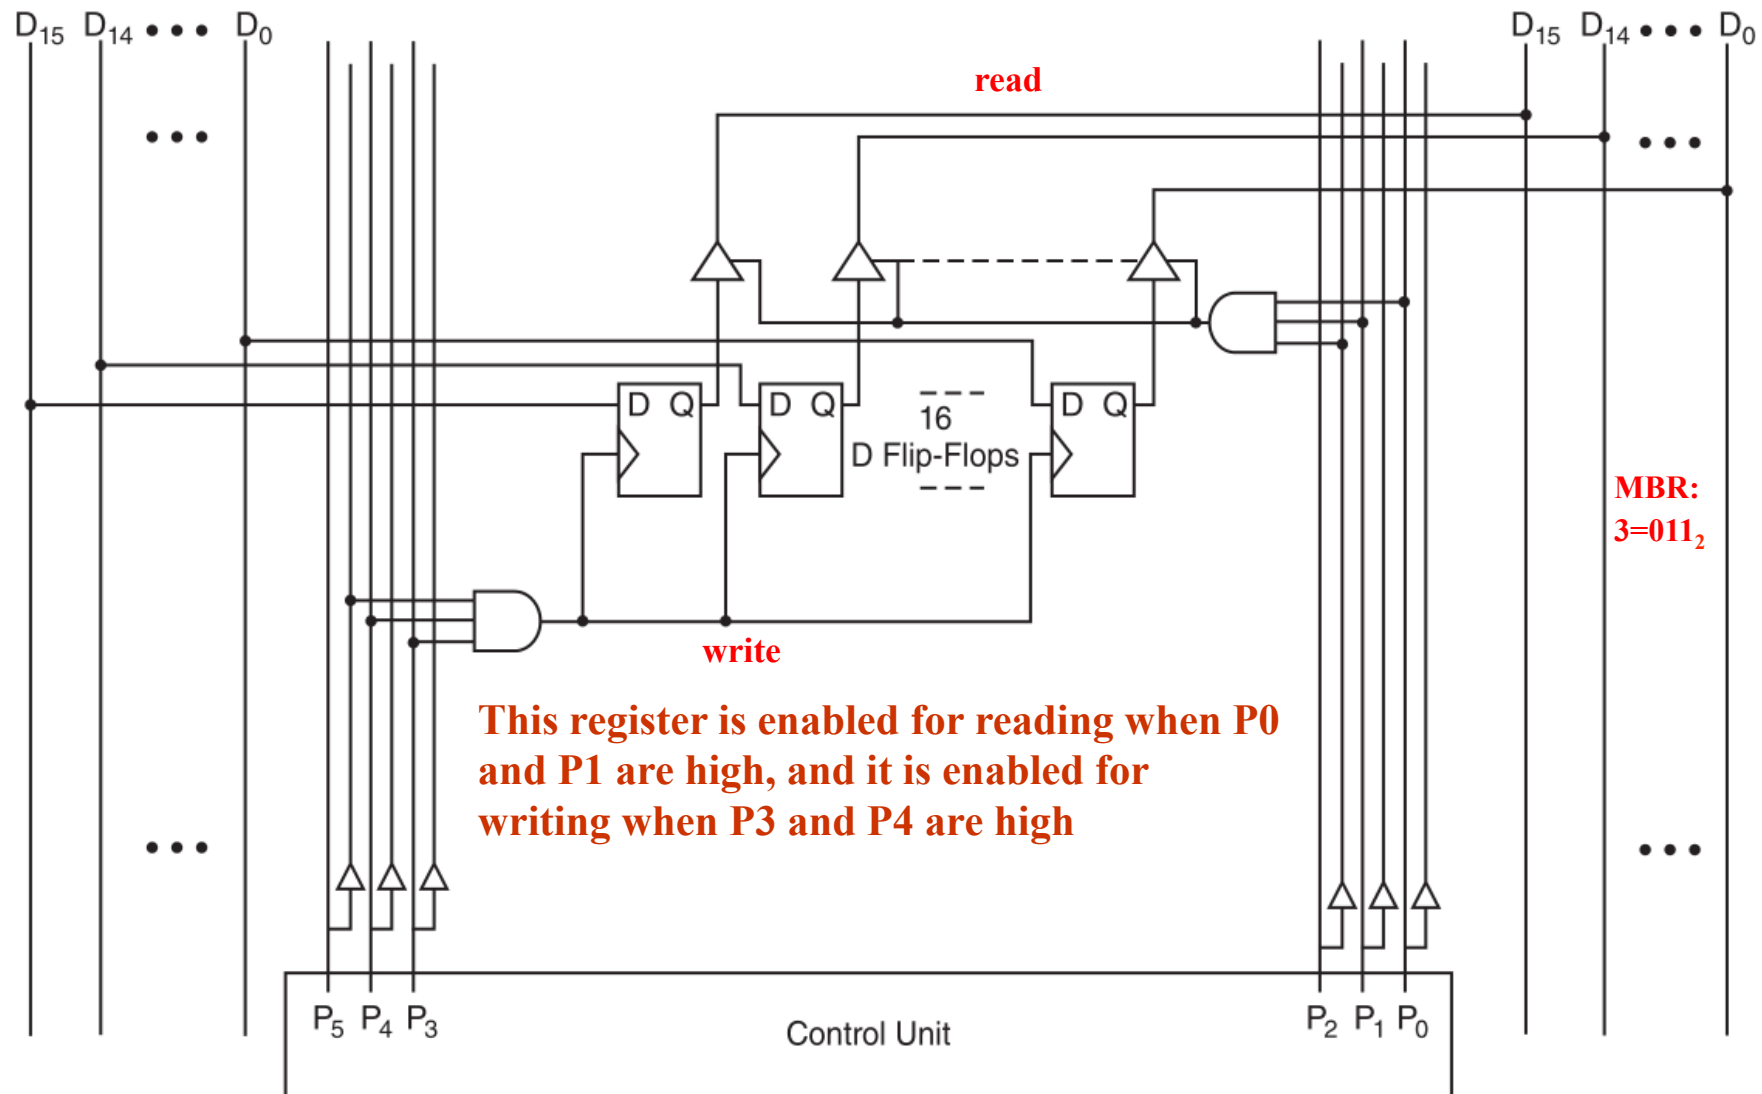 D₁₅ D₁₄ ••• D₀
D₁₅ D₁₄ ••• D₀
read
D Q
D Q
16
D Flip-Flops
D Q
MBR:
3=011₂
write
This register is enabled for reading when P0
and P1 are high, and it is enabled for
writing when P3 and P4 are high
P₅ P₄ P₃
Control Unit
P₂ P₁ P₀